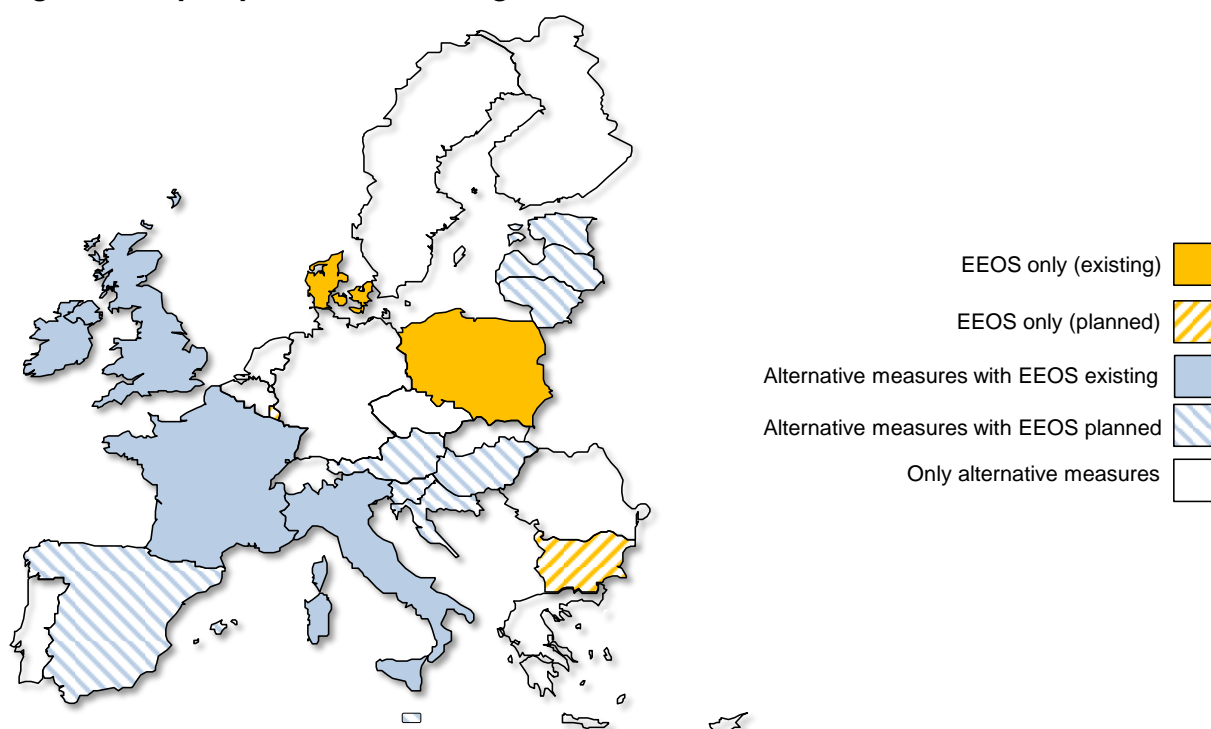 EEOS only (existing)
EEOS only (planned)
Alternative measures with EEOS existing
Alternative measures with EEOS planned
Only alternative measures